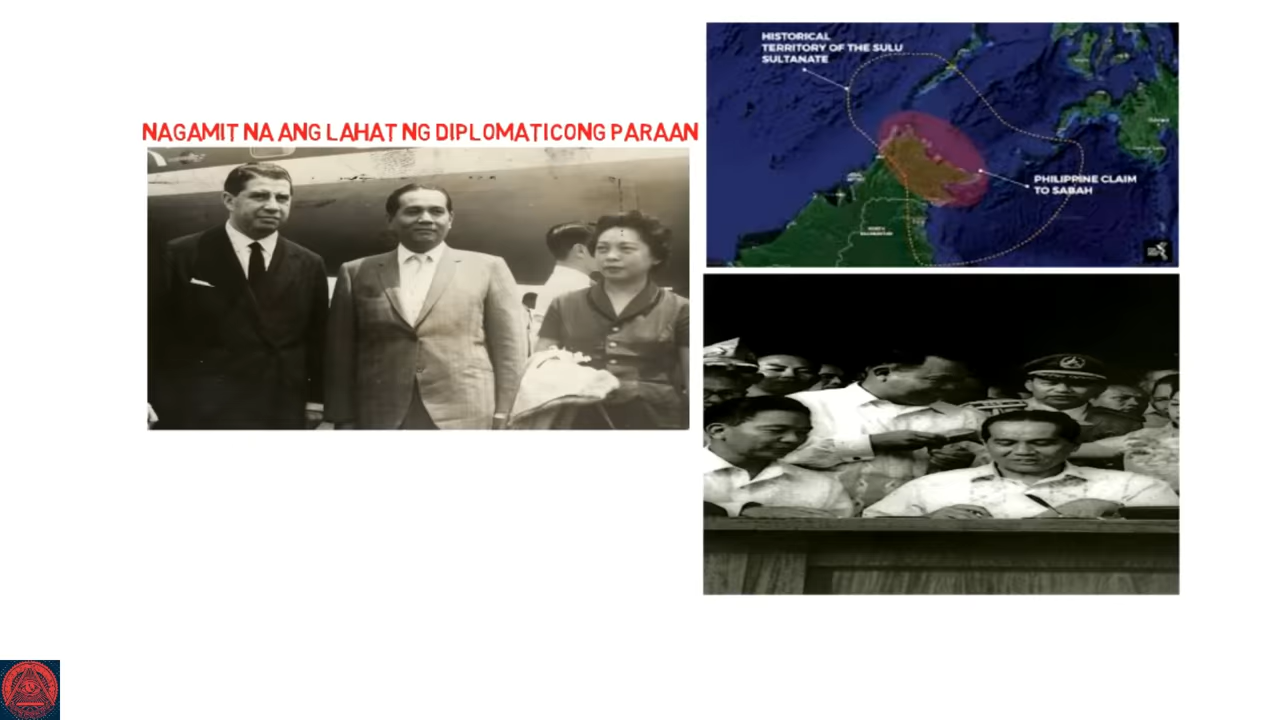 NAGAMIT NA ANG LAHAT NG DIPLOMATICONG PARAAN
HISTORICAL
TERRITORY OF THE SULU
SULTANATE
PHILIPPINE CLAIM
TO SABAH